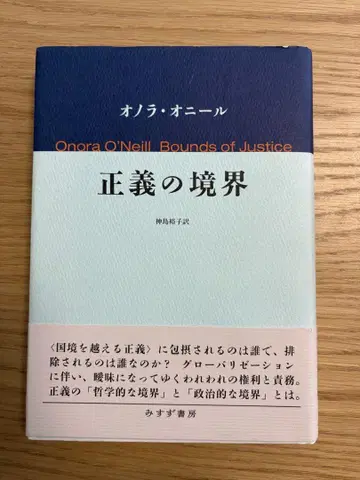 オノラ・オニール
Onora O'Neill Bounds of Justice
正義の境界
神島裕子訳
〈国境を越える正義〉に包摂されるのは誰で、排
除されるのは誰なのか? グローバリゼーション
に伴い、曖昧になってゆくわれわれの権利と責務。
正義の「哲学的な境界」と「政治的な境界」とは。
みすず書房